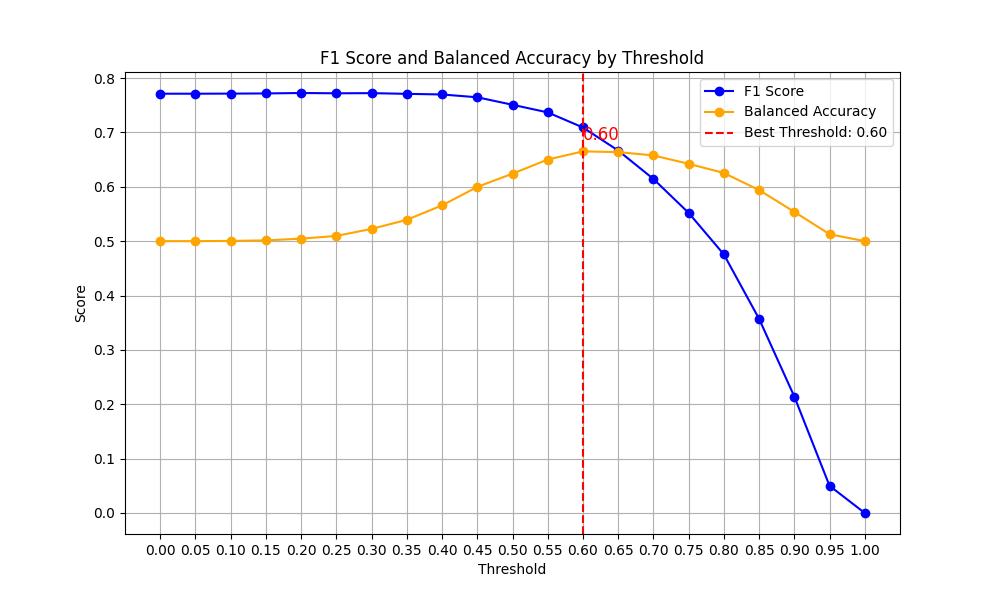 F1 Score and Balanced Accuracy by Threshold
F1 Score
Balanced Accuracy
Best Threshold: 0.60
0.60
Score
0.8
0.7
0.6
0.5
0.4
0.3
0.2
0.1
0.0
0.00 0.05 0.10 0.15 0.20 0.25 0.30 0.35 0.40 0.45 0.50 0.55 0.60 0.65 0.70 0.75 0.80 0.85 0.90 0.95 1.00
Threshold